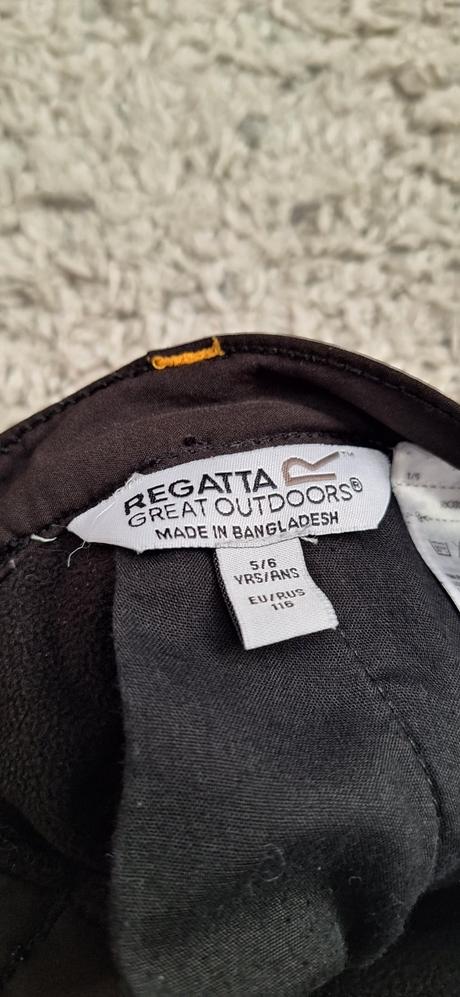 REGATTA
GREAT OUTDOORS®
MADE IN BANGLADESH
5/6
YRS/ANS
EU/RUS
116